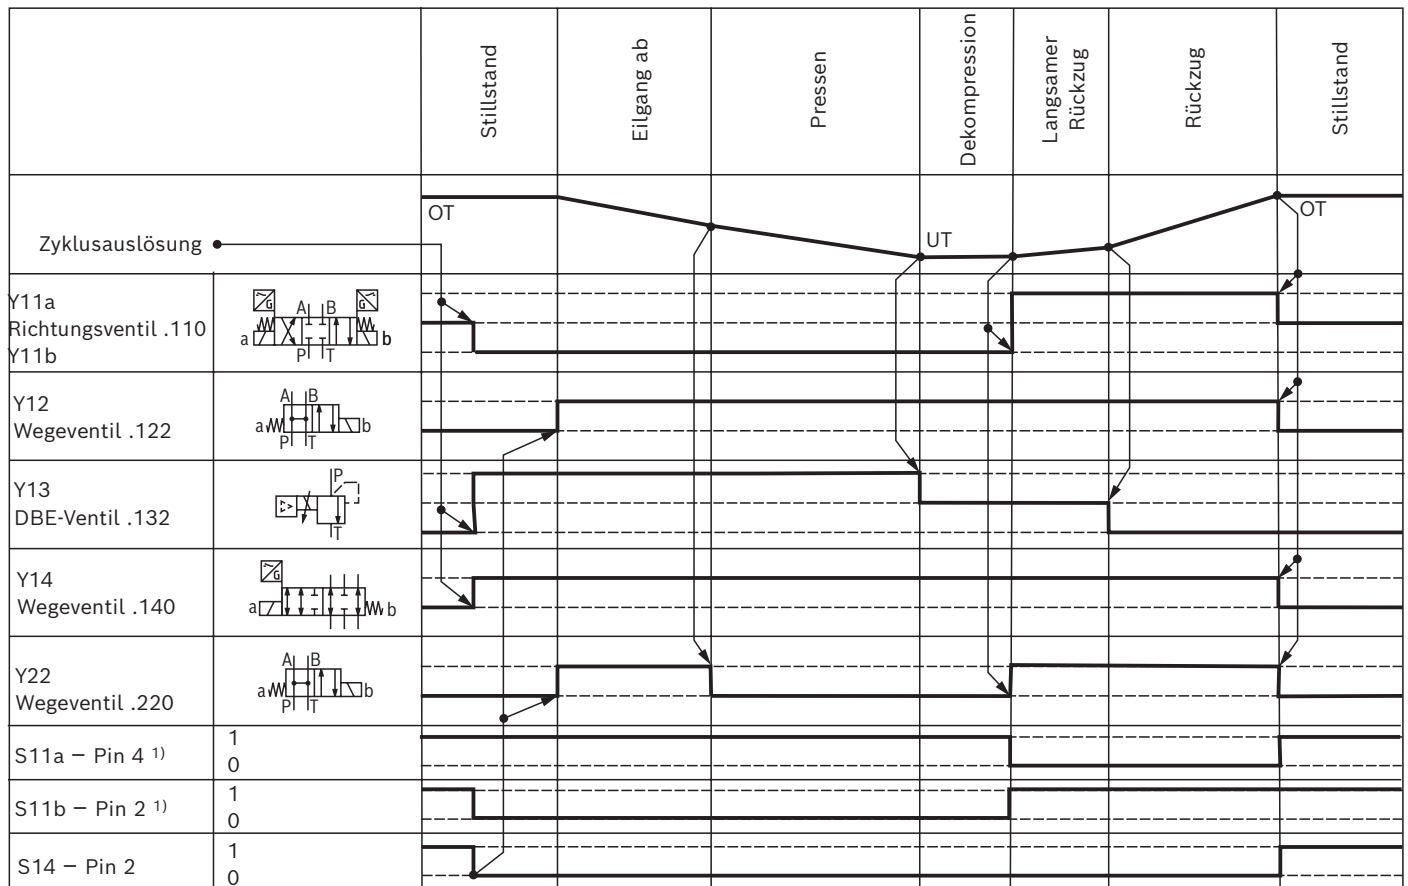 Stillstand
Eilgang ab
Pressen
Dekompression
Langsamer
Rückzug
Rückzug
Stillstand
OT
UT
OT
Zyklusauslösung
Y11a
Richtungsventil .110
Y11b
G
G
A B
a b
P T
Y12
Wegeventil .122
A B
a b
P T
Y13
DBE-Ventil .132
P
T
Y14
Wegeventil .140
G
a b
Y22
Wegeventil .220
A B
a b
P T
S11a – Pin 4 1)
1
0
S11b – Pin 2 1)
1
0
S14 – Pin 2
1
0